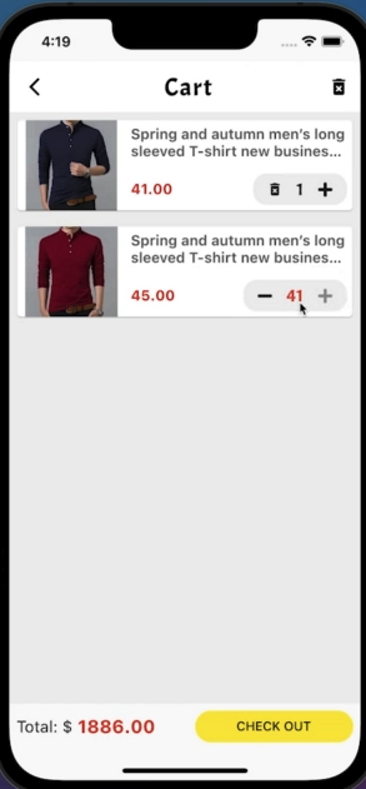 4:19
Cart
Spring and autumn men's long
sleeved T-shirt new busines...
41.00
1
Spring and autumn men's long
sleeved T-shirt new busines...
45.00
41
Total: $ 1886.00
CHECK OUT